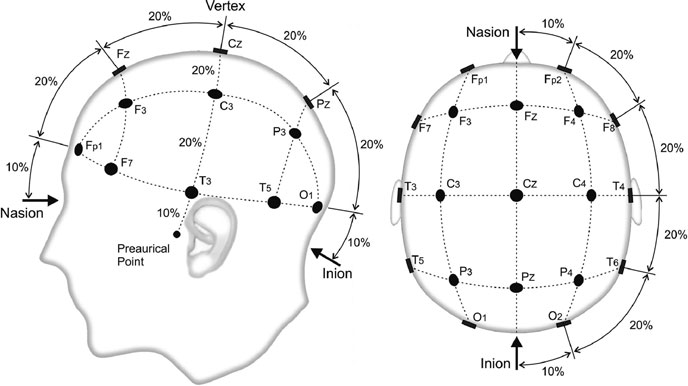 Vertex
20%
20%
Cz
Fz
20%
20%
Pz
20%
F3
C3
P3
20%
Fp1
10%
F7
T3
T5
O1
Nasion
10%
10%
Preaurical
Point
Inion
Nasion
10%
Fp1
Fp2
F7
F3
Fz
F4
F8
20%
T3
C3
Cz
C4
T4
20%
T5
P3
Pz
P4
T6
O1
O2
20%
Inion
10%